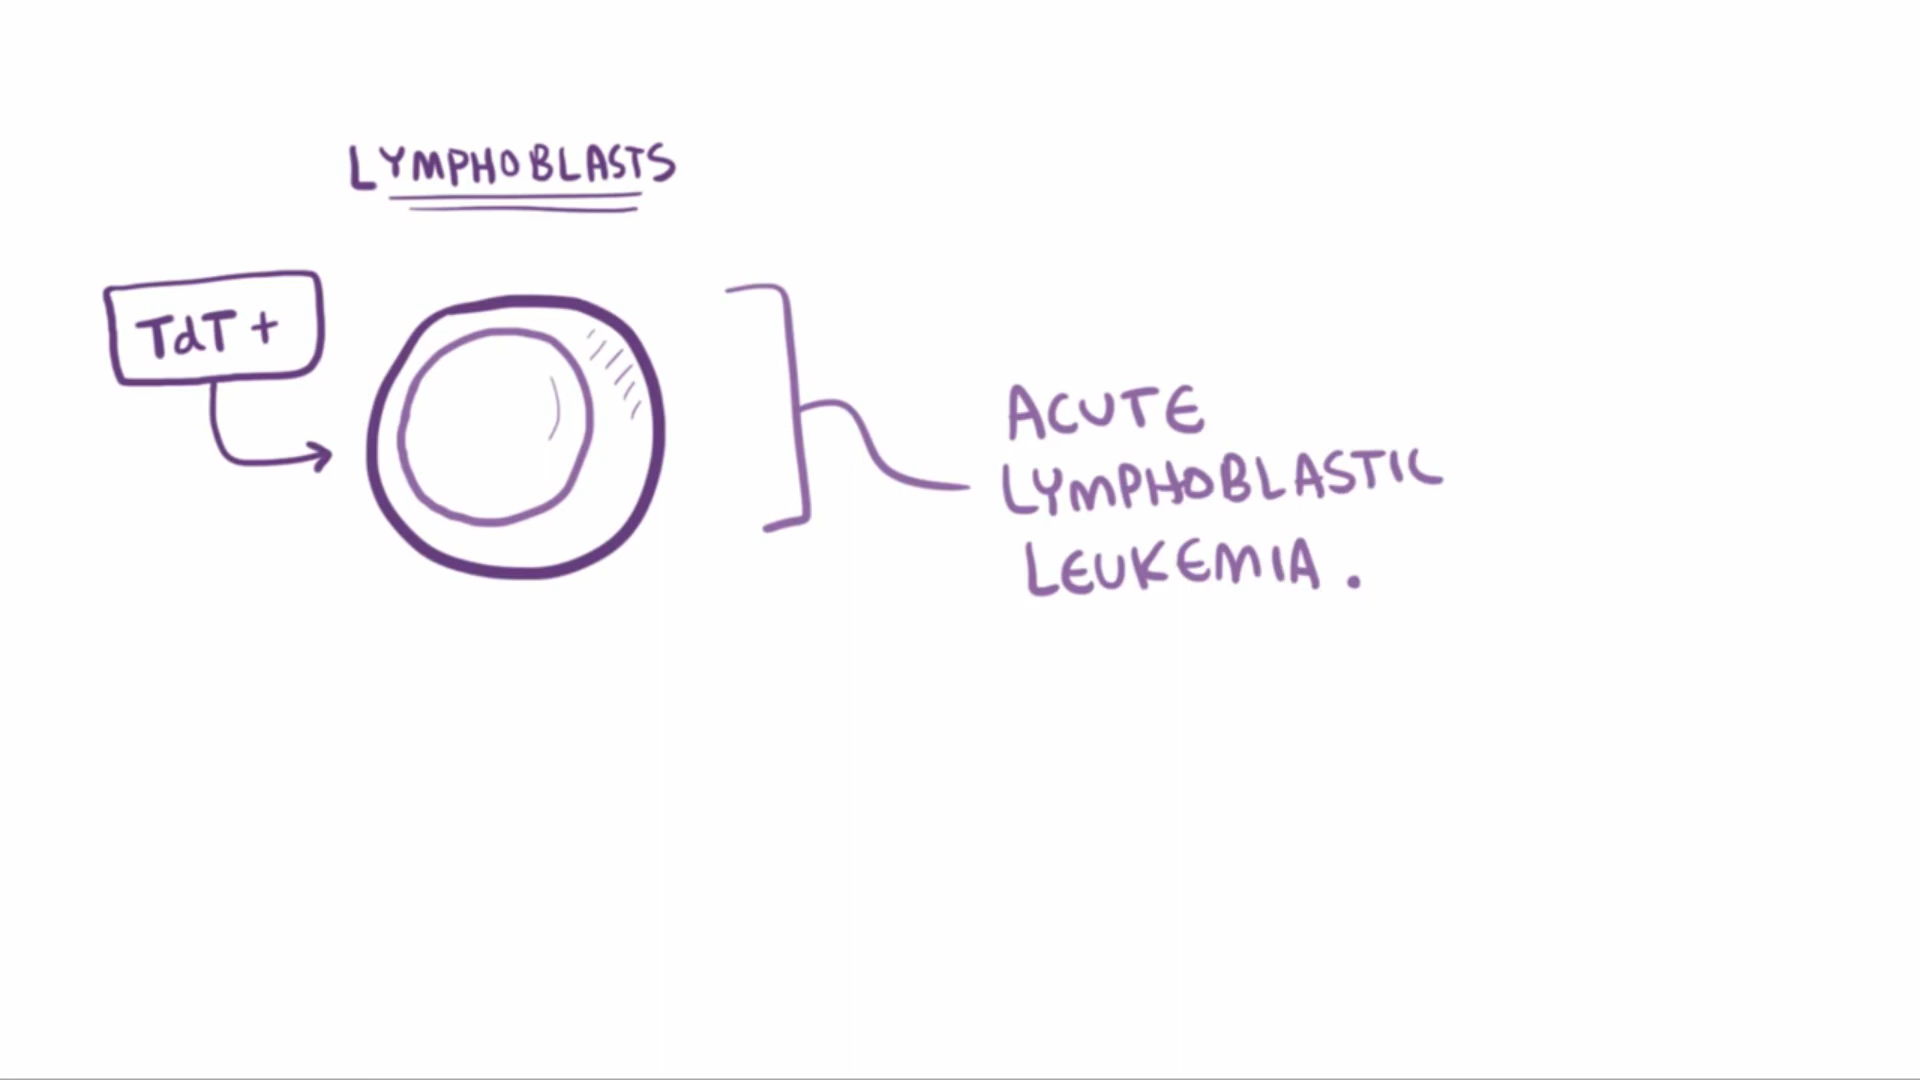 LYMPHOBLASTS
TdT +
ACUTE
LYMPHOBLASTIC
LEUKEMIA.